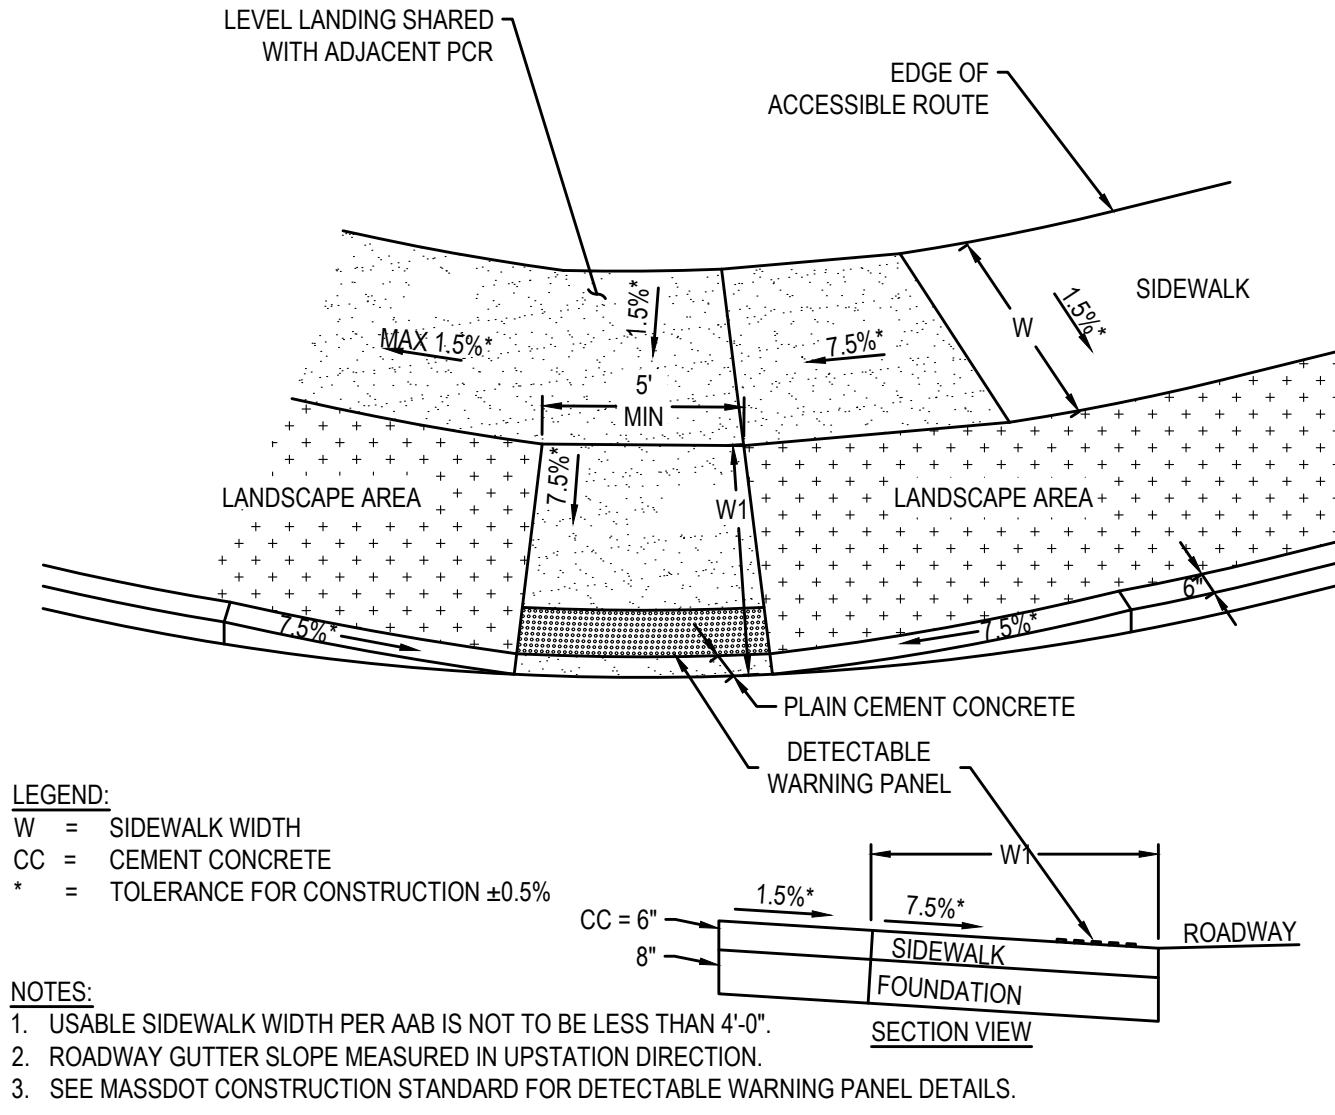 LEVEL LANDING SHARED
WITH ADJACENT PCR
EDGE OF
ACCESSIBLE ROUTE
SIDEWALK
1.5%*
W
1.5%*
MAX 1.5%*
7.5%*
5'
MIN
7.5%*
W1
LANDSCAPE AREA
LANDSCAPE AREA
6"
7.5%*
7.5%*
PLAIN CEMENT CONCRETE
DETECTABLE
WARNING PANEL
LEGEND:
W = SIDEWALK WIDTH
CC = CEMENT CONCRETE
* = TOLERANCE FOR CONSTRUCTION ±0.5%
W1
1.5%*
7.5%*
CC = 6"
8"
SIDEWALK
FOUNDATION
ROADWAY
SECTION VIEW
NOTES:
1. USABLE SIDEWALK WIDTH PER AAB IS NOT TO BE LESS THAN 4'-0".
2. ROADWAY GUTTER SLOPE MEASURED IN UPSTATION DIRECTION.
3. SEE MASSDOT CONSTRUCTION STANDARD FOR DETECTABLE WARNING PANEL DETAILS.